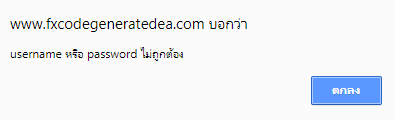 www.fxcodegeneratedea.com บอกว่า
username หรือ password ไม่ถูกต้อง
ตกลง